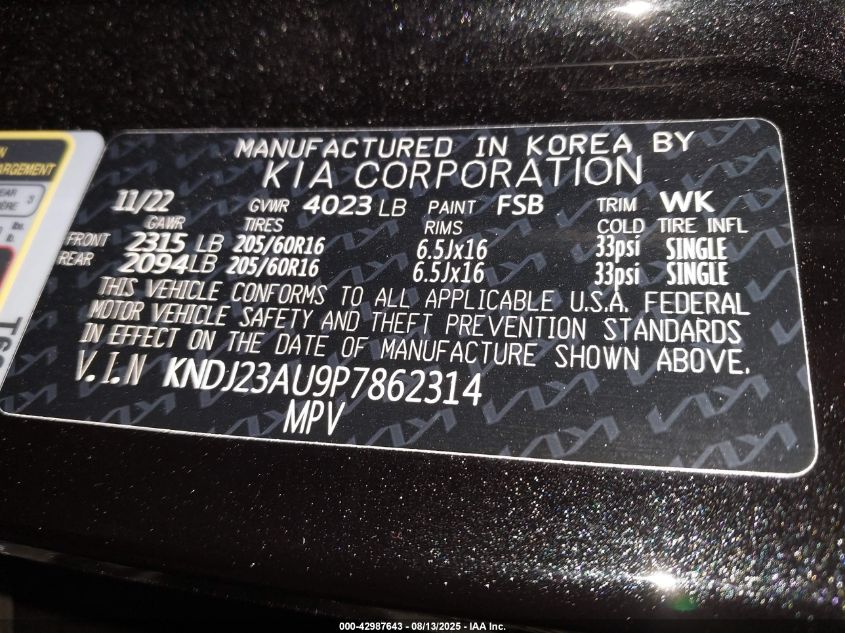 MANUFACTURED IN KOREA BY
KIA CORPORATION
11/22 GVWR 4023 LB PAINT FSB TRIM WK
GAWR TIRES RIMS COLD TIRE INFL
FRONT 2315 LB 205/60R16 6.5Jx16 33psi SINGLE
REAR 2094 LB 205/60R16 6.5Jx16 33psi SINGLE
THIS VEHICLE CONFORMS TO ALL APPLICABLE U.S.A. FEDERAL
MOTOR VEHICLE SAFETY AND THEFT PREVENTION STANDARDS
IN EFFECT ON THE DATE OF MANUFACTURE SHOWN ABOVE.
V.I.N KNDJ23AU9P7862314
MPV
000-42987643 - 08/13/2025 - IAA Inc.